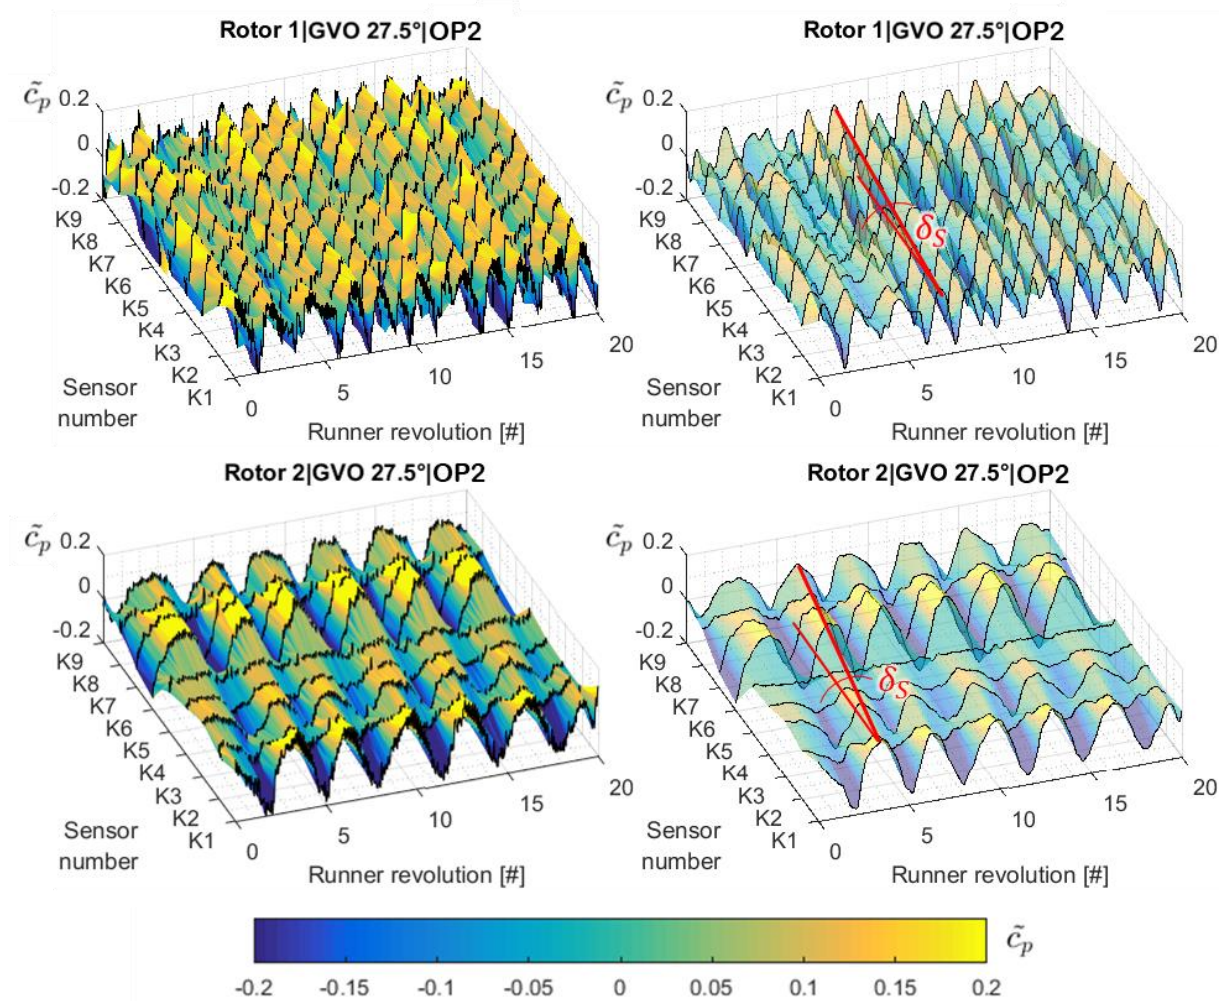 Rotor 1|GVO 27.5°|OP2
Rotor 1|GVO 27.5°|OP2
c̃ₚ
0.2
0
-0.2
K9
K8
K7
K6
K5
K4
K3
K2
K1
Sensor
number
0
5
10
15
20
Runner revolution [#]
c̃ₚ
0.2
0
-0.2
K9
K8
K7
K6
K5
K4
K3
K2
K1
Sensor
number
0
5
10
15
20
Runner revolution [#]
δS
Rotor 2|GVO 27.5°|OP2
Rotor 2|GVO 27.5°|OP2
c̃ₚ
0.2
0
-0.2
K9
K8
K7
K6
K5
K4
K3
K2
K1
Sensor
number
0
5
10
15
20
Runner revolution [#]
c̃ₚ
0.2
0
-0.2
K9
K8
K7
K6
K5
K4
K3
K2
K1
Sensor
number
0
5
10
15
20
Runner revolution [#]
δS
c̃ₚ
-0.2 -0.15 -0.1 -0.05 0 0.05 0.1 0.15 0.2